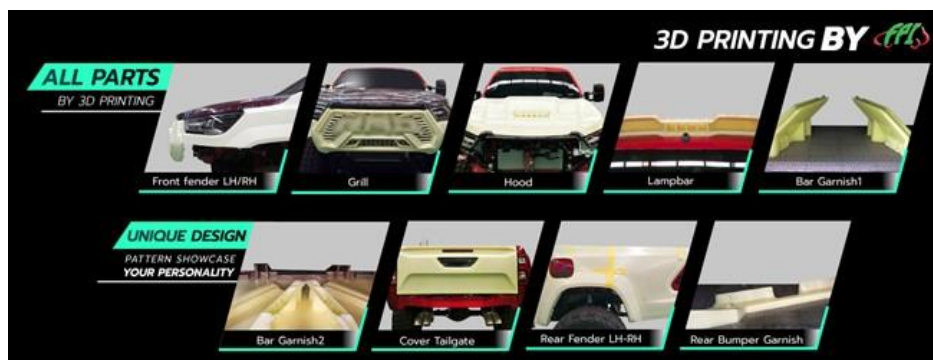 3D PRINTING BY FPI
ALL PARTS
BY 3D PRINTING
Front fender LH/RH
Grill
Hood
Lampbar
Bar Garnish1
UNIQUE DESIGN
PATTERN SHOWCASE
YOUR PERSONALITY
Bar Garnish2
Cover Tailgate
Rear Fender LH-RH
Rear Bumper Garnish